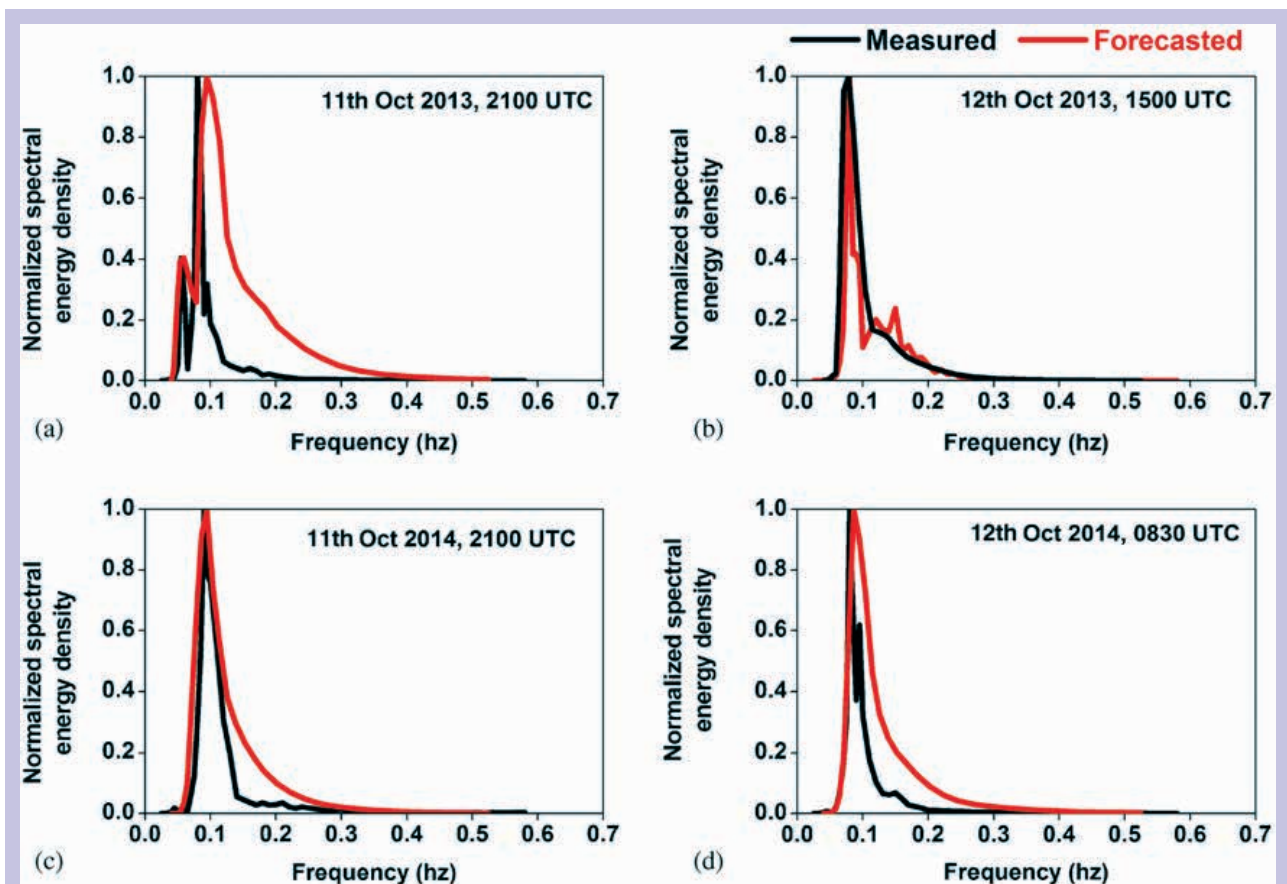 Measured Forecasted
Normalized spectral
energy density
1.0
0.8
0.6
0.4
0.2
0.0
11th Oct 2013, 2100 UTC
0.0 0.1 0.2 0.3 0.4 0.5 0.6 0.7
Frequency (hz)
(a)
Normalized spectral
energy density
1.0
0.8
0.6
0.4
0.2
0.0
12th Oct 2013, 1500 UTC
0.0 0.1 0.2 0.3 0.4 0.5 0.6 0.7
Frequency (hz)
(b)
Normalized spectral
energy density
1.0
0.8
0.6
0.4
0.2
0.0
11th Oct 2014, 2100 UTC
0.0 0.1 0.2 0.3 0.4 0.5 0.6 0.7
Frequency (hz)
(c)
Normalized spectral
energy density
1.0
0.8
0.6
0.4
0.2
0.0
12th Oct 2014, 0830 UTC
0.0 0.1 0.2 0.3 0.4 0.5 0.6 0.7
Frequency (hz)
(d)